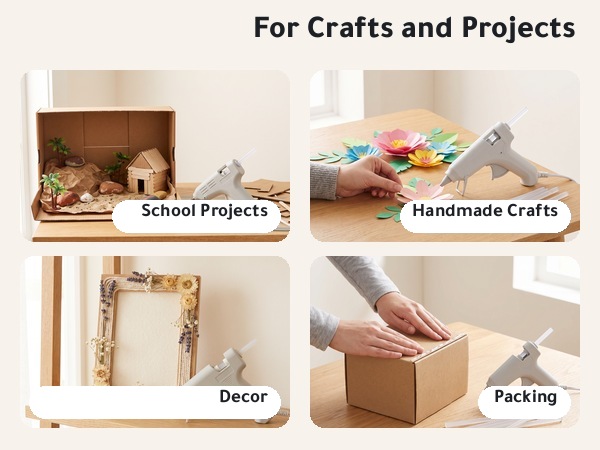 For Crafts and Projects
School Projects
Handmade Crafts
Decor
Packing